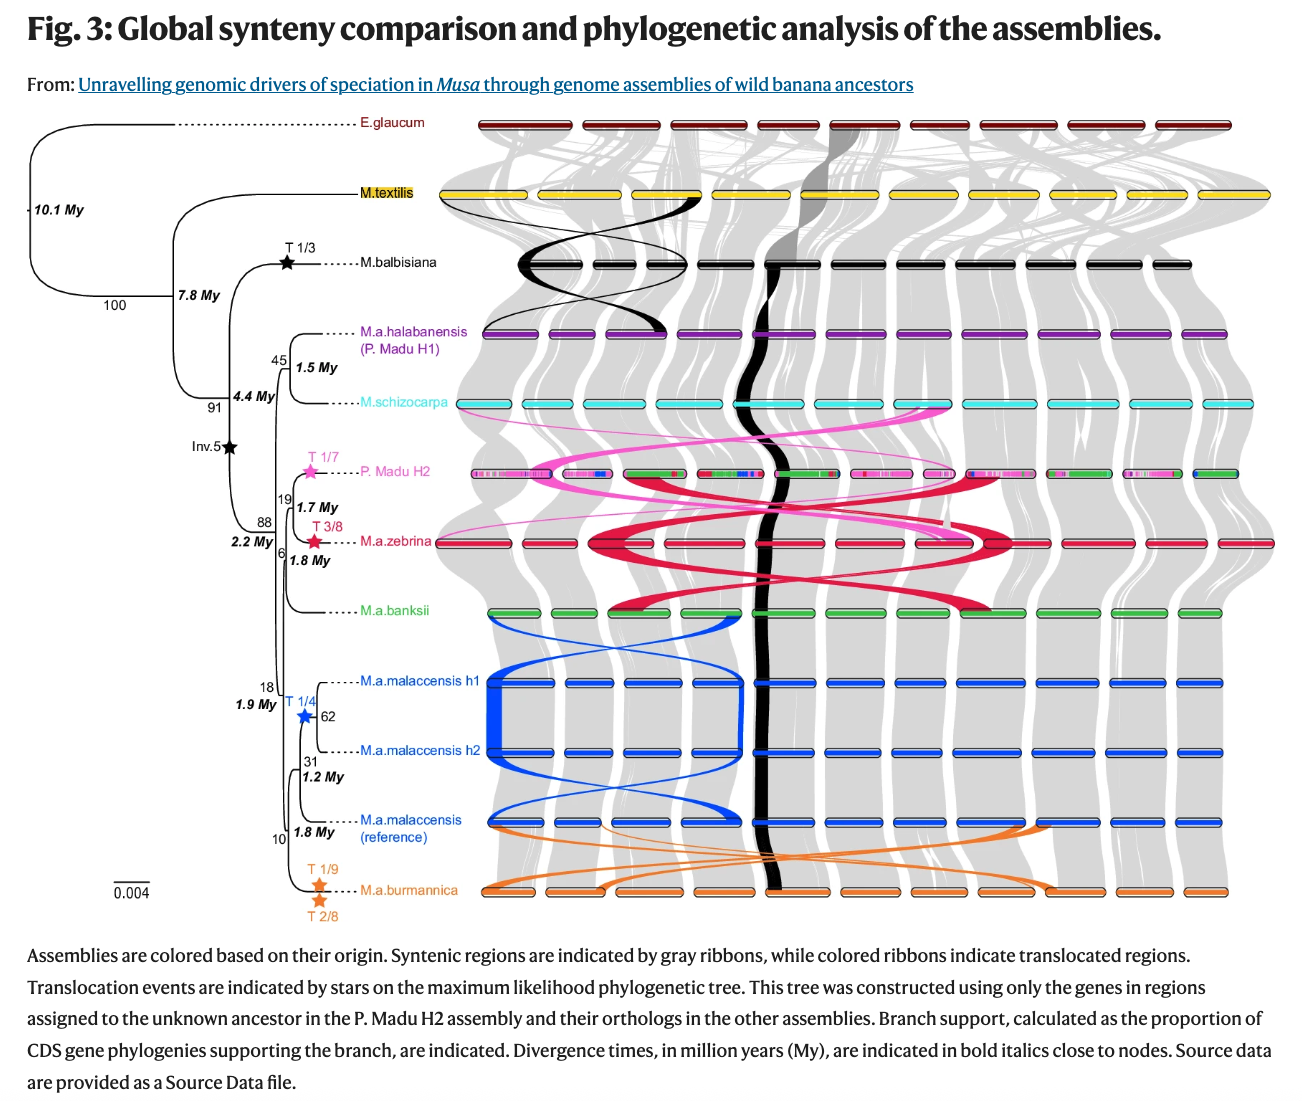 Fig. 3: Global synteny comparison and phylogenetic analysis of the assemblies.
From: Unravelling genomic drivers of speciation in Musa through genome assemblies of wild banana ancestors
E.glaucum
M.textilis
10.1 My
T 1/3
M.balbisiana
7.8 My
100
M.a.halabanensis
(P. Madu H1)
45
1.5 My
4.4 My
M.schizocarpa
91
Inv.5
T 1/7
P. Madu H2
19
1.7 My
88
T 3/8
2.2 My
M.a.zebrina
6
1.8 My
M.a.banksii
M.a.malaccensis h1
18
1.9 My
T 1/4
62
M.a.malaccensis h2
31
1.2 My
M.a.malaccensis
(reference)
1.8 My
10
T 1/9
0.004
M.a.burmannica
T 2/8
Assemblies are colored based on their origin. Syntenic regions are indicated by gray ribbons, while colored ribbons indicate translocated regions.
Translocation events are indicated by stars on the maximum likelihood phylogenetic tree. This tree was constructed using only the genes in regions
assigned to the unknown ancestor in the P. Madu H2 assembly and their orthologs in the other assemblies. Branch support, calculated as the proportion of
CDS gene phylogenies supporting the branch, are indicated. Divergence times, in million years (My), are indicated in bold italics close to nodes. Source data
are provided as a Source Data file.